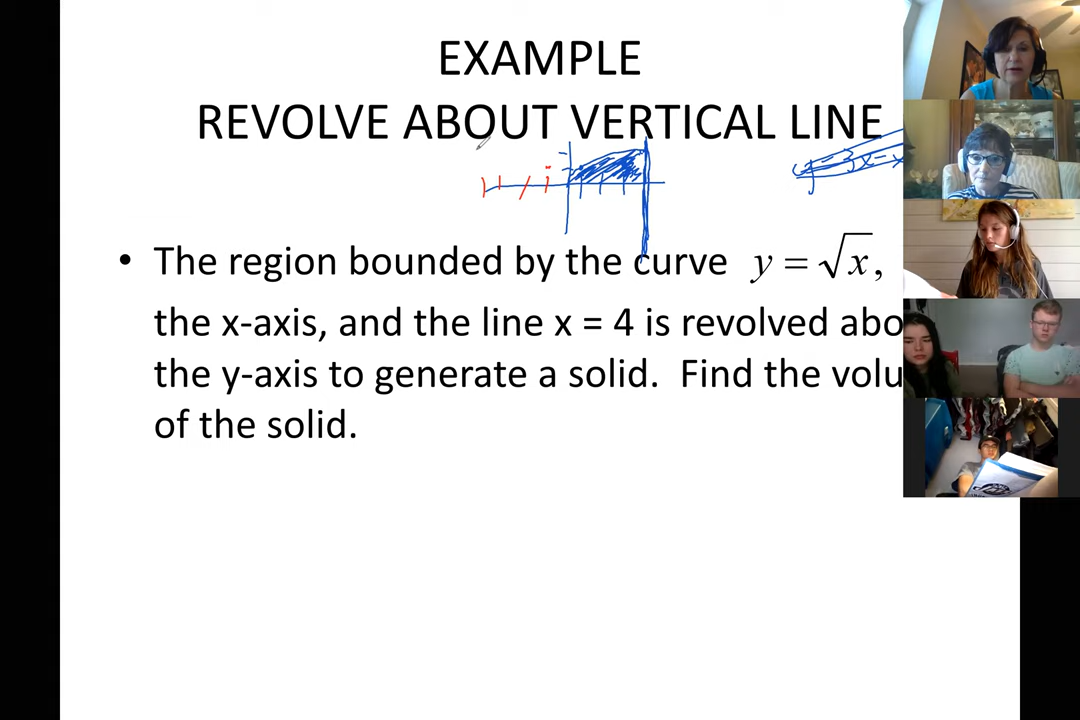 EXAMPLE
REVOLVE ABOUT VERTICAL LINE
• The region bounded by the curve y = √x,
the x-axis, and the line x = 4 is revolved abo
the y-axis to generate a solid. Find the volu
of the solid.